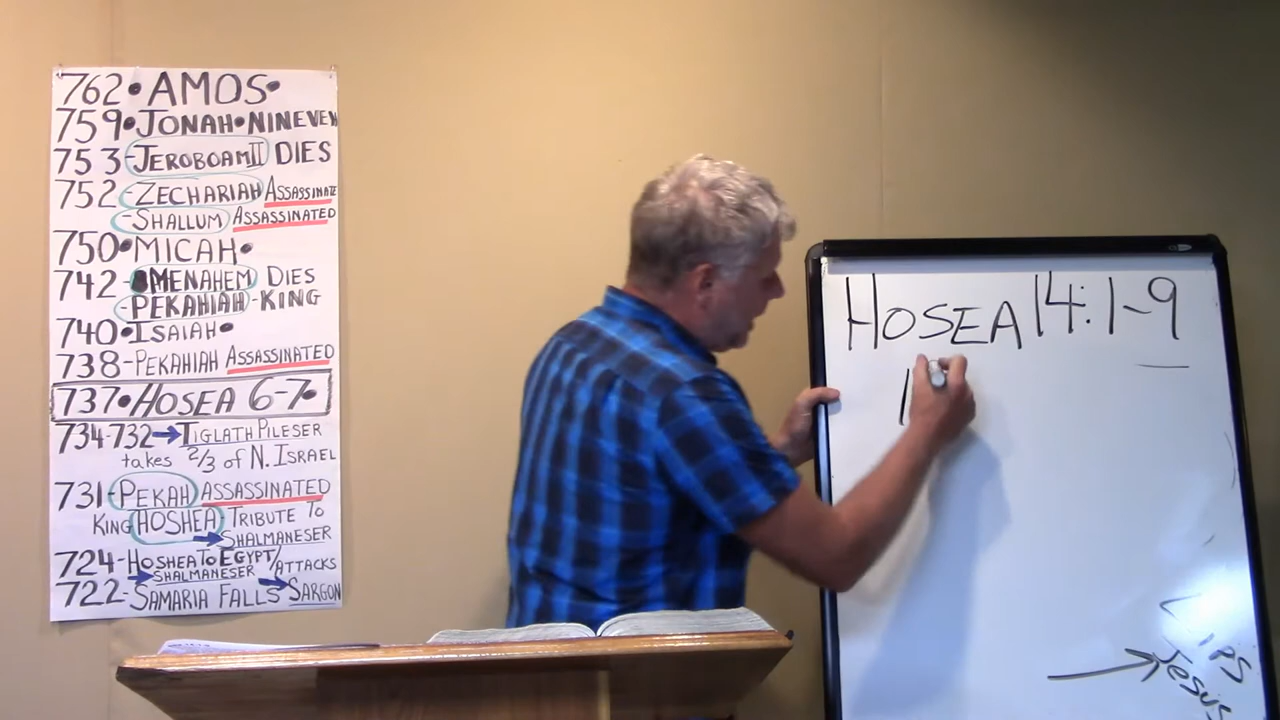 762•AMOS•
759•JONAH•NINEVEH
753-JEROBOAM II DIES
752-ZECHARIAH ASSASSINATE
-SHALLUM ASSASSINATED
750•MICAH•
742-MENAHEM DIES
-PEKAHIAH-KING
740•ISAIAH•
738-PEKAHIAH ASSASSINATED
737•HOSEA 6-7•
734-732→TIGLATH PILESER
takes 2/3 of N. ISRAEL
731-PEKAH ASSASSINATED
KING HOSHEA TRIBUTE TO
→SHALMANESER
724-HOSHEA TO EGYPT/
→SHALMANESER ATTACKS
722-SAMARIA FALLS→SARGON
HOSEA 14:1-9
1
LIPS
→Jesus